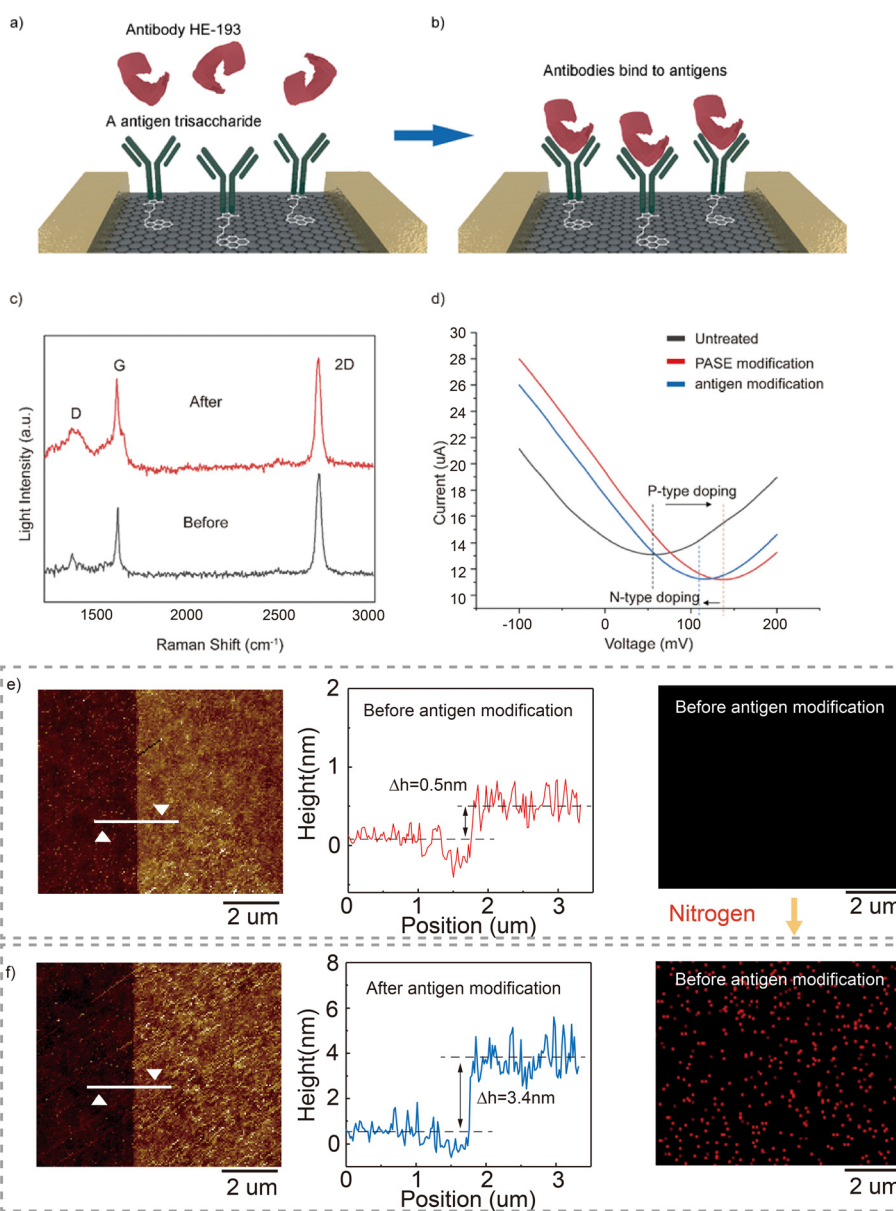 a)
Antibody HE-193
A antigen trisaccharide
b)
Antibodies bind to antigens
c)
Light Intensity (a.u.)
D
G
2D
After
Before
1500
2000
2500
3000
Raman Shift (cm⁻¹)
d)
Current (uA)
30
28
26
24
22
20
18
16
14
12
10
Untreated
PASE modification
antigen modification
P-type doping
N-type doping
-100
0
100
200
Voltage (mV)
e)
2 um
Height(nm)
2
1
0
Before antigen modification
Δh=0.5nm
0
1
2
3
Position (um)
Before antigen modification
2 um
Nitrogen
f)
2 um
Height(nm)
8
6
4
2
0
After antigen modification
Δh=3.4nm
0
1
2
3
Position (um)
Before antigen modification
2 um